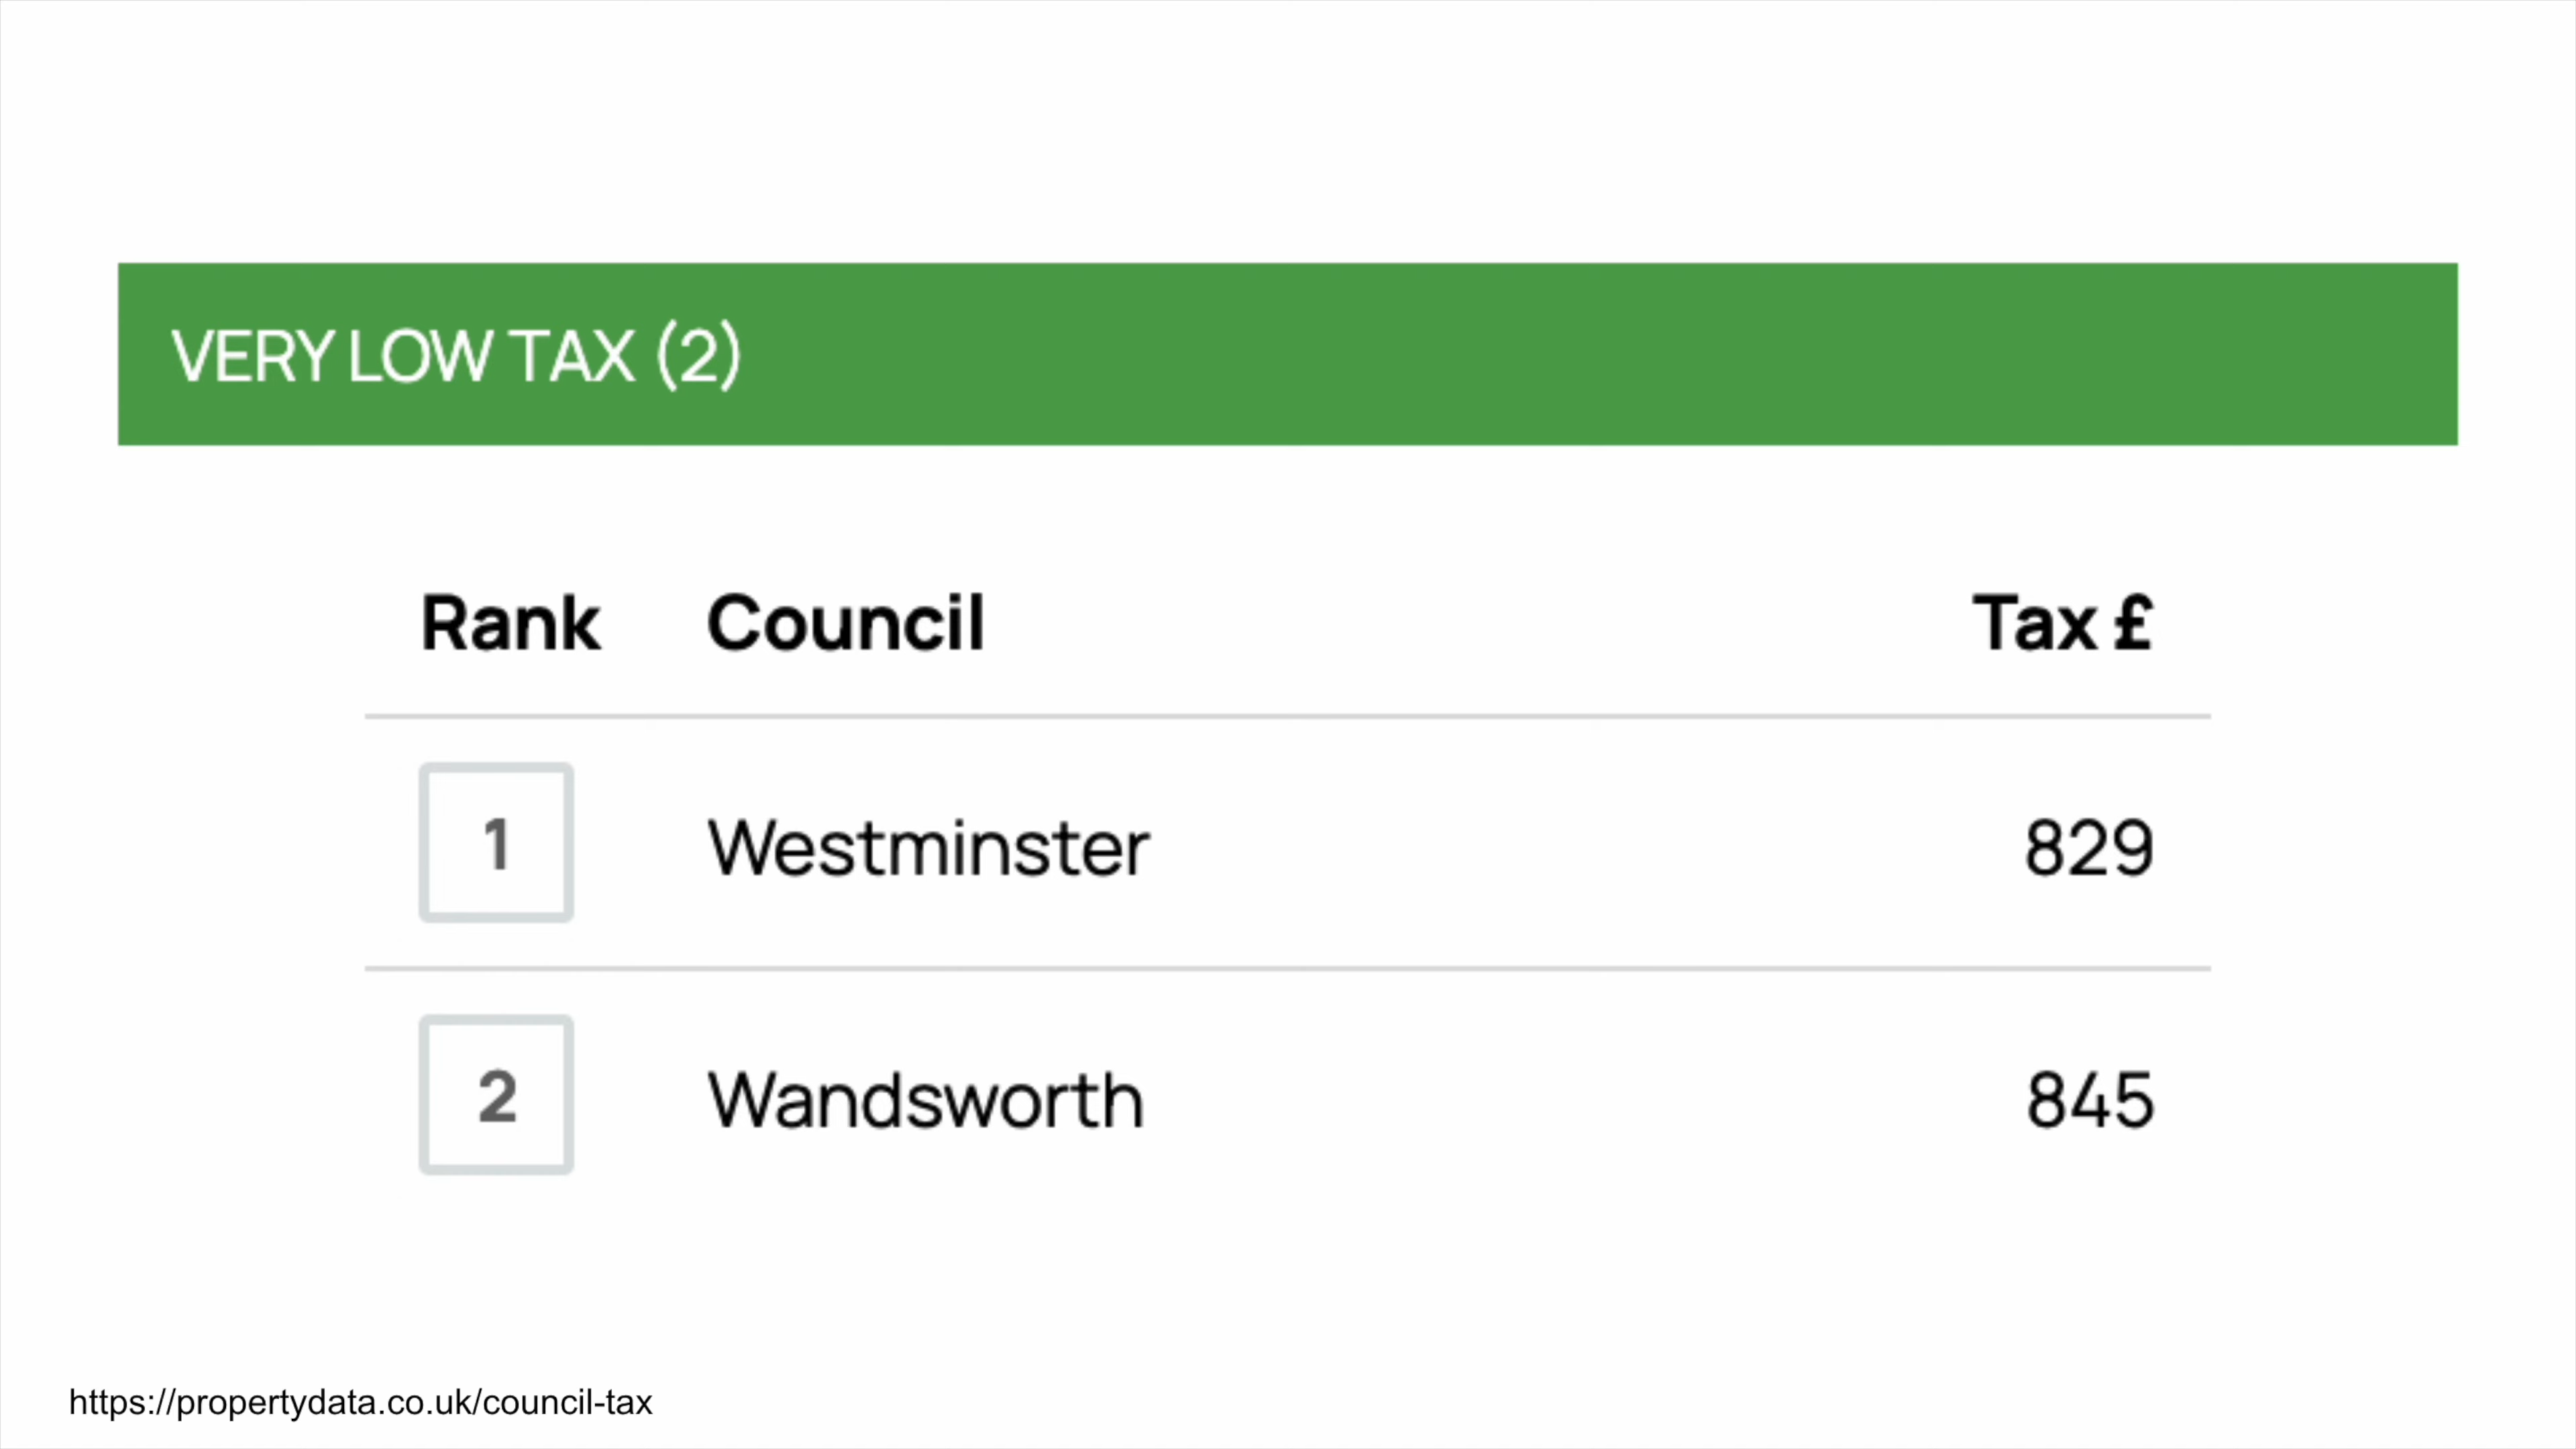 VERY LOW TAX (2)
Rank Council Tax £
1 Westminster 829
2 Wandsworth 845
https://propertydata.co.uk/council-tax